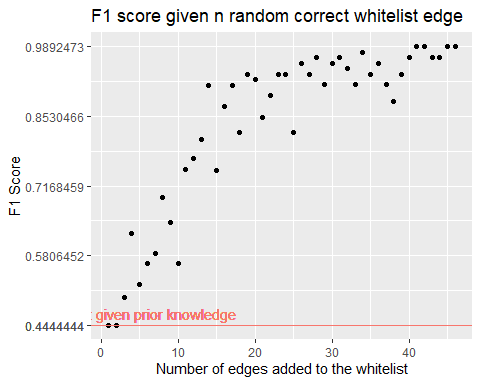 F1 score given n random correct whitelist edge
0.9892473
0.8530466
0.7168459
0.5806452
0.4444444
F1 Score
given prior knowledge
0 10 20 30 40
Number of edges added to the whitelist